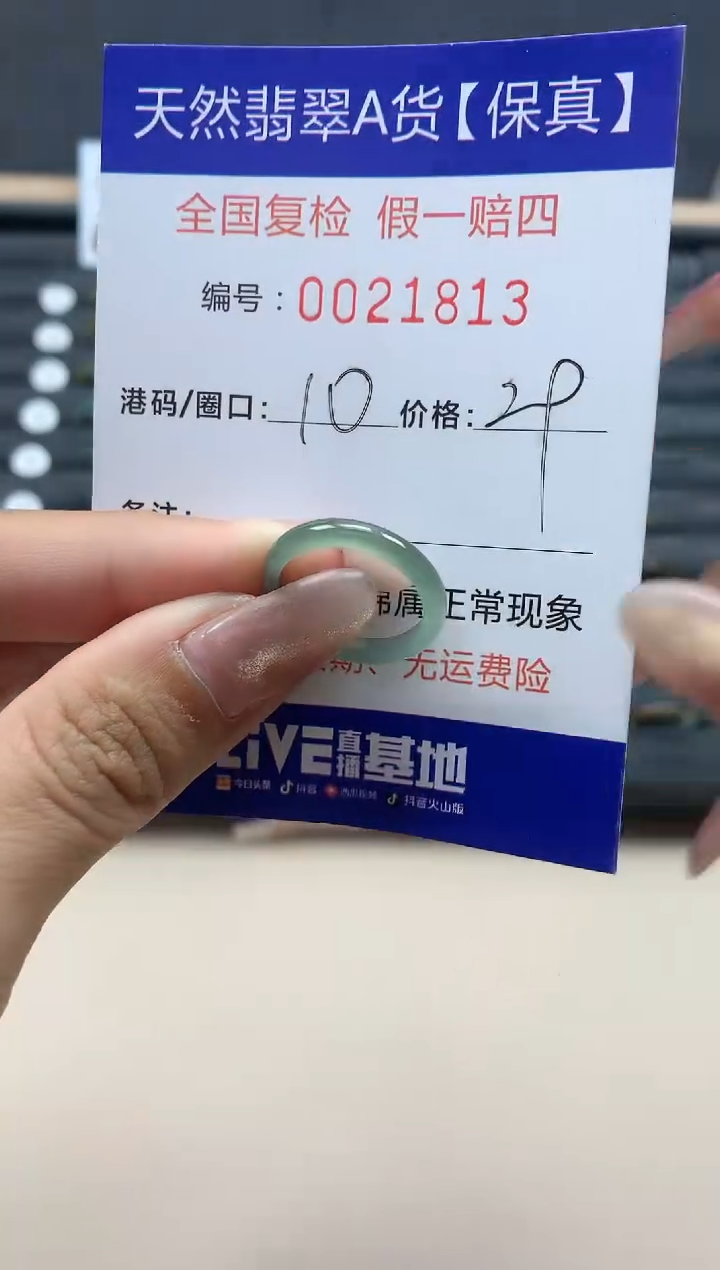 天然翡翠A货【保真】
全国复检 假一赔四
编号：0021813
港码/圈口：10 价格：29
备注：
属正常现象
无运费险
LIVE直播基地
今日头条 抖音 西瓜视频 抖音火山版